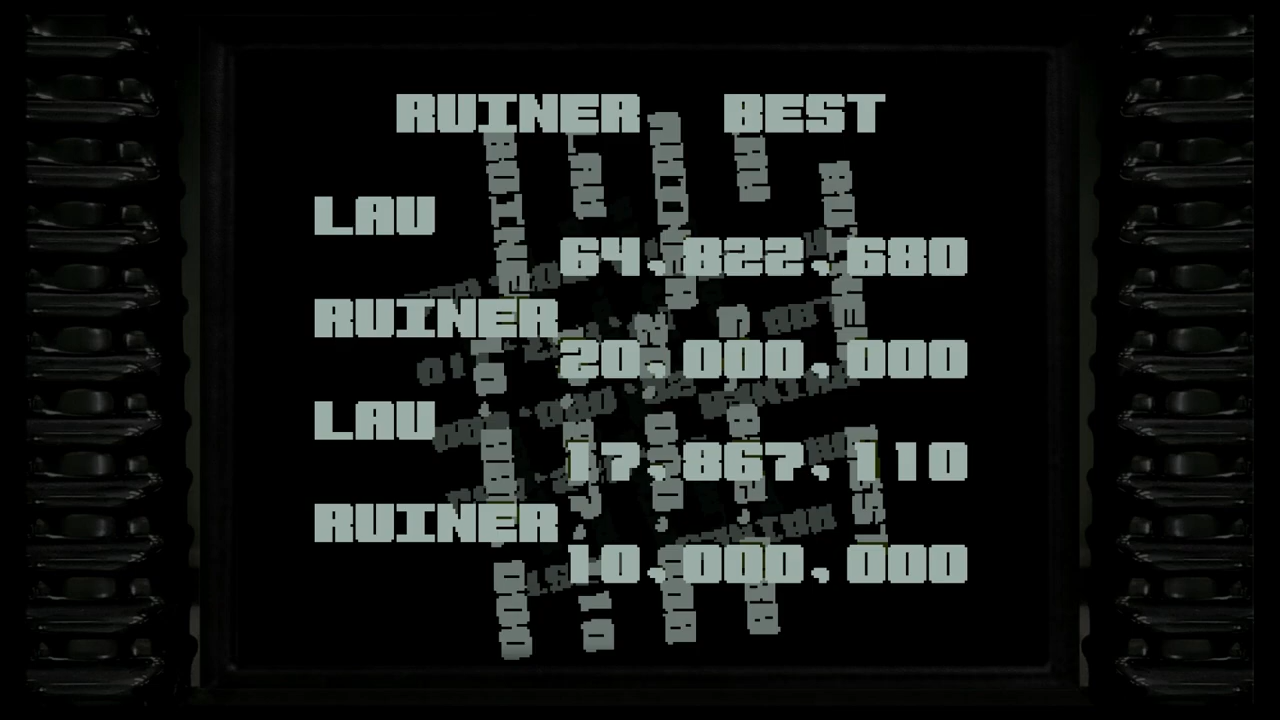 RUINER BEST
LAU
64.822.680
RUINER
20.000.000
LAU
17.867.110
RUINER
10.000.000